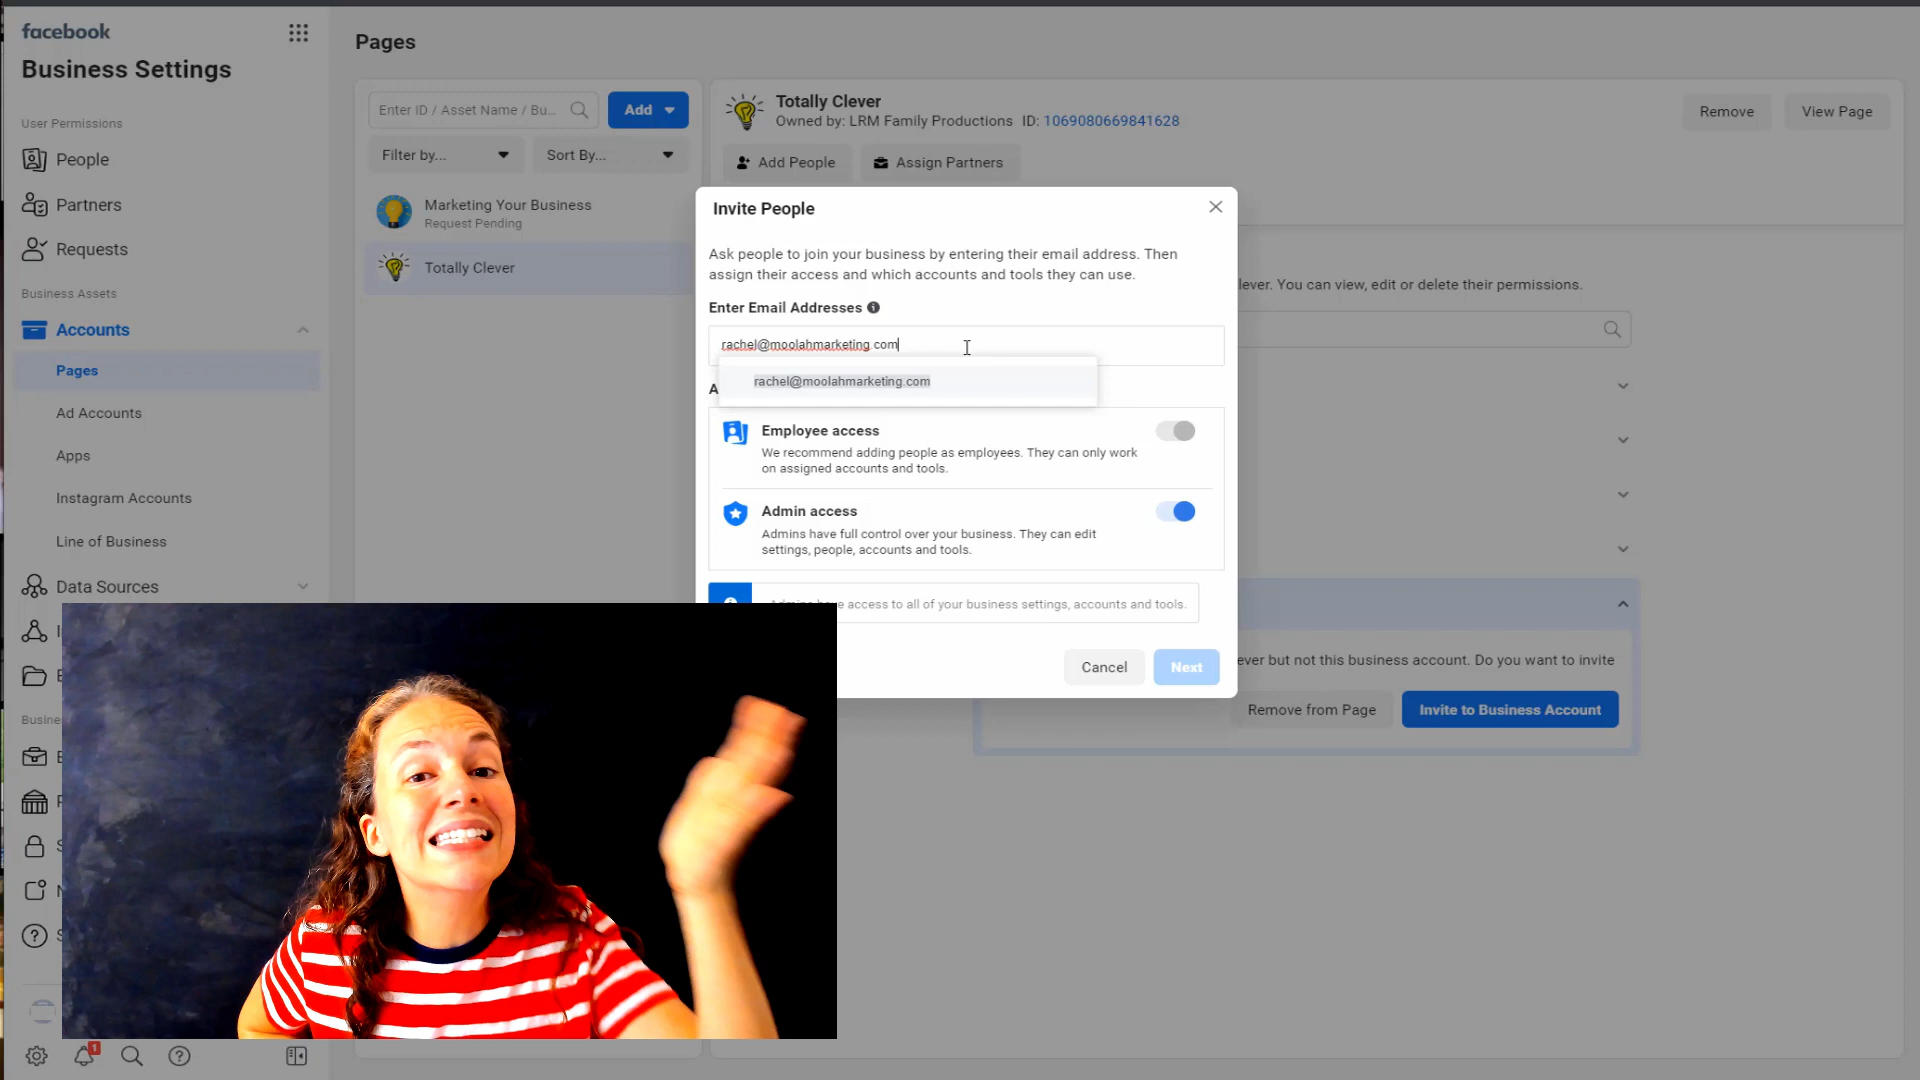 facebook
Business Settings
User Permissions
People
Partners
Requests
Business Assets
Accounts
Pages
Ad Accounts
Apps
Instagram Accounts
Line of Business
Data Sources
1
Pages
Enter ID / Asset Name / Bu...
Add
Filter by...
Sort By...
Marketing Your Business
Request Pending
Totally Clever
Totally Clever
Owned by: LRM Family Productions ID: 1069080669841628
Remove
View Page
Add People
Assign Partners
lever. You can view, edit or delete their permissions.
Invite People
Ask people to join your business by entering their email address. Then
assign their access and which accounts and tools they can use.
Enter Email Addresses
rachel@moolahmarketing.com
rachel@moolahmarketing.com
A
Employee access
We recommend adding people as employees. They can only work
on assigned accounts and tools.
Admin access
Admins have full control over your business. They can edit
settings, people, accounts and tools.
access to all of your business settings, accounts and tools.
Cancel
Next
ever but not this business account. Do you want to invite
Remove from Page
Invite to Business Account